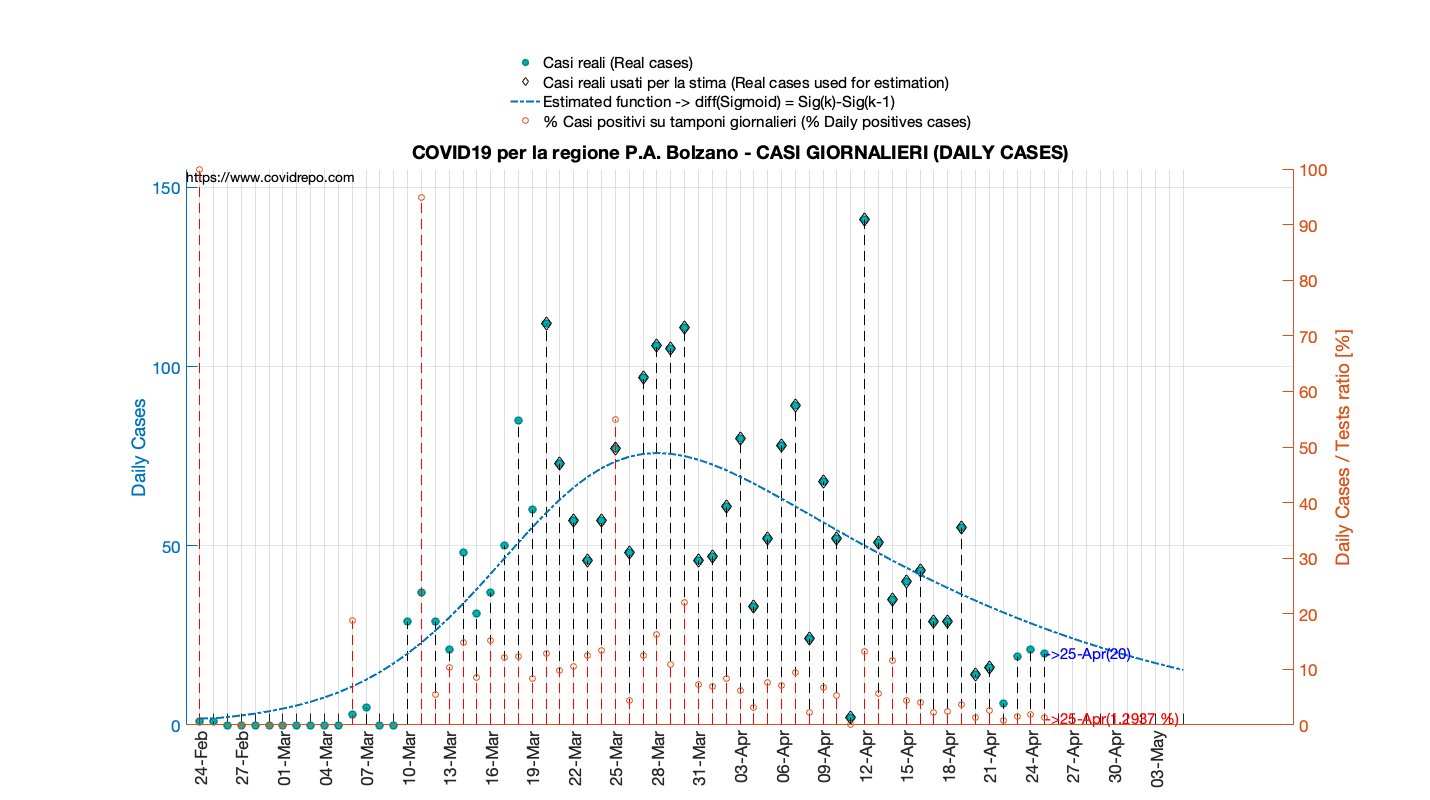 Casi reali (Real cases)
Casi reali usati per la stima (Real cases used for estimation)
Estimated function -> diff(Sigmoid) = Sig(k)-Sig(k-1)
% Casi positivi su tamponi giornalieri (% Daily positives cases)
COVID19 per la regione P.A. Bolzano - CASI GIORNALIERI (DAILY CASES)
https://www.covidrepo.com
150
100
50
0
Daily Cases
100
90
80
70
60
50
40
30
20
10
0
Daily Cases / Tests ratio [%]
->25-Apr(20)
->25-Apr(1.2937 %)
24-Feb
27-Feb
01-Mar
04-Mar
07-Mar
10-Mar
13-Mar
16-Mar
19-Mar
22-Mar
25-Mar
28-Mar
31-Mar
03-Apr
06-Apr
09-Apr
12-Apr
15-Apr
18-Apr
21-Apr
24-Apr
27-Apr
30-Apr
03-May